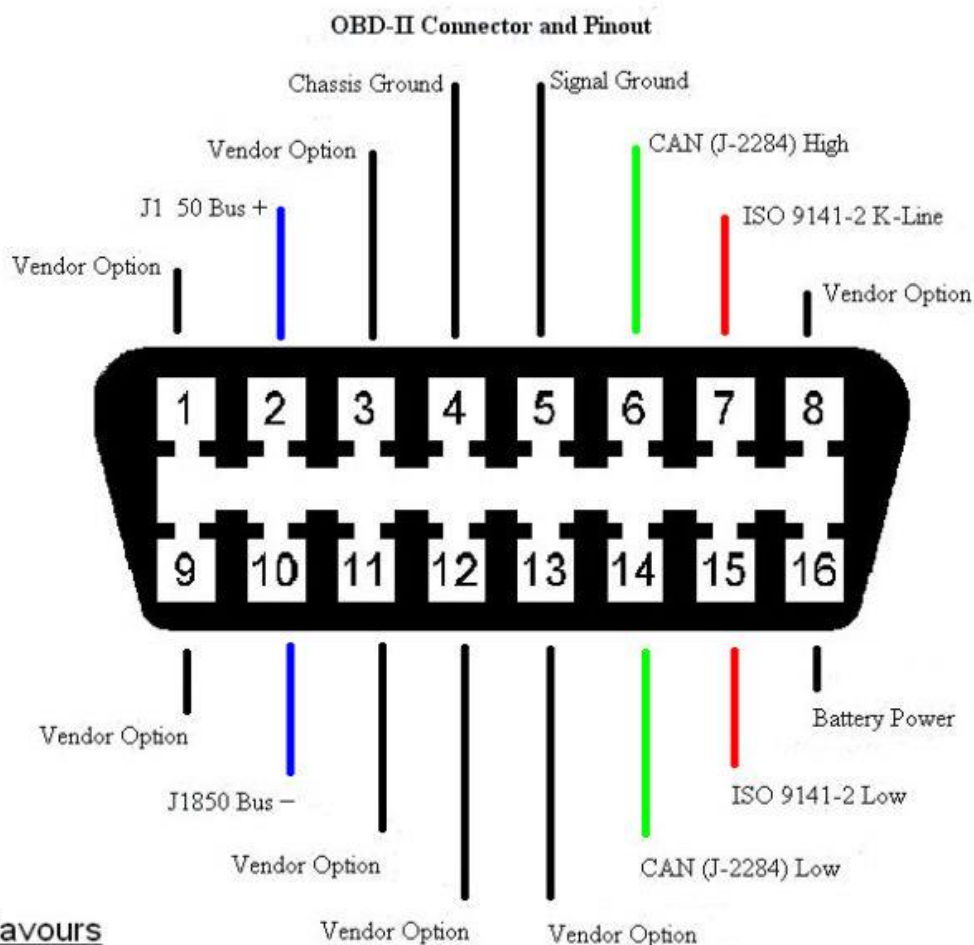 OBD-II Connector and Pinout
Chassis Ground
Signal Ground
Vendor Option
CAN (J-2284) High
J1 50 Bus +
ISO 9141-2 K-Line
Vendor Option
Vendor Option
1 2 3 4 5 6 7 8
9 10 11 12 13 14 15 16
Vendor Option
Battery Power
J1850 Bus –
ISO 9141-2 Low
Vendor Option
CAN (J-2284) Low
Vendor Option
Vendor Option
avours